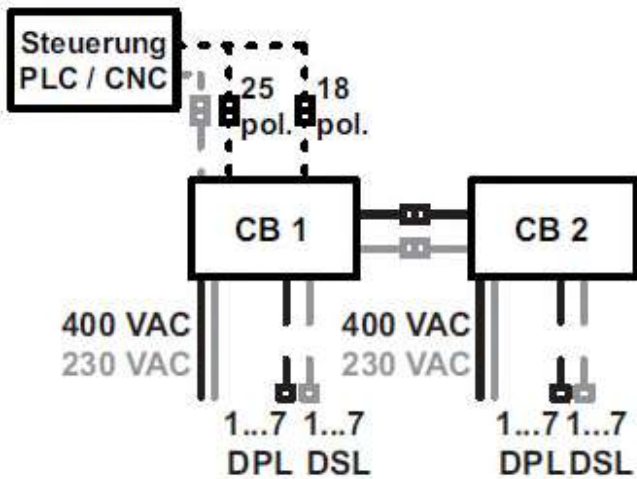 Steuerung
PLC / CNC
25
pol.
18
pol.
CB 1
CB 2
400 VAC
230 VAC
400 VAC
230 VAC
1...7 1...7
DPL DSL
1...7 1...7
DPL DSL